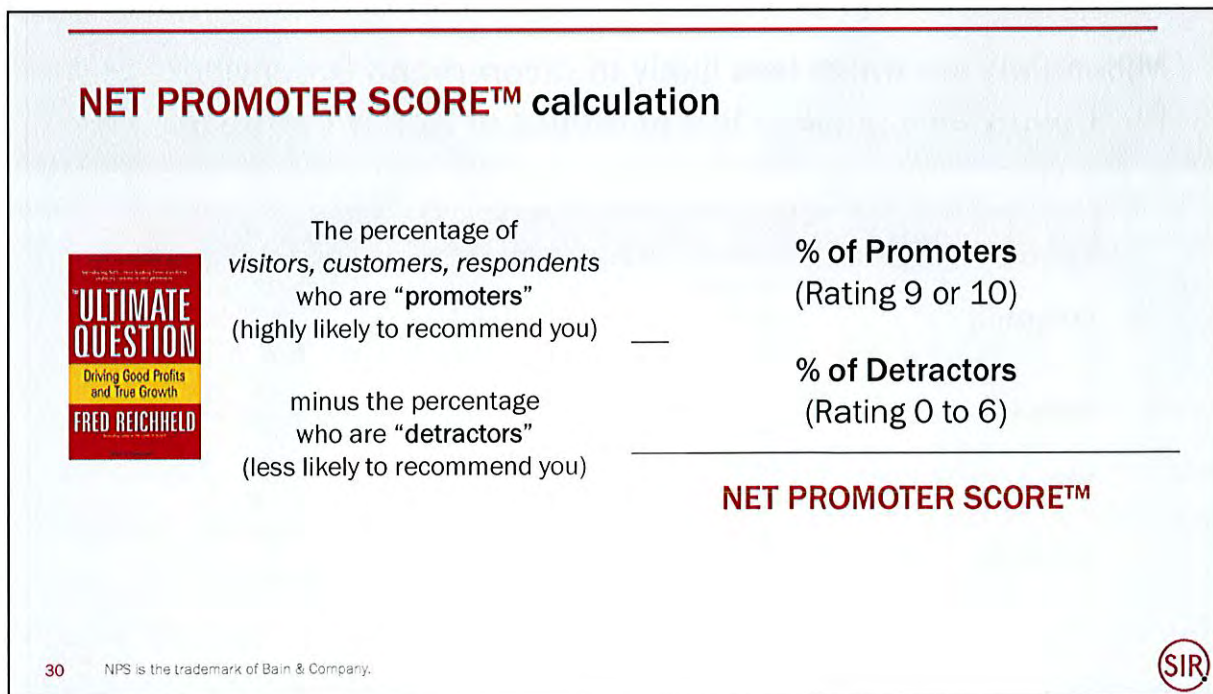 NET PROMOTER SCORE™ calculation
The percentage of
visitors, customers, respondents
who are “promoters”
(highly likely to recommend you)
minus the percentage
who are “detractors”
(less likely to recommend you)
ULTIMATE
QUESTION
Driving Good Profits
and True Growth
FRED REICHHELD
% of Promoters
(Rating 9 or 10)
—
% of Detractors
(Rating 0 to 6)
NET PROMOTER SCORE™
30 NPS is the trademark of Bain & Company.
SIR